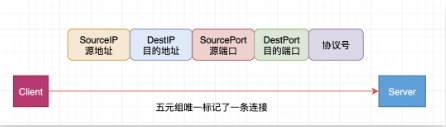 SourceIP
源地址
DestIP
目的地址
SourcePort
源端口
DestPort
目的端口
协议号
Client
Server
五元组唯一标记了一条连接